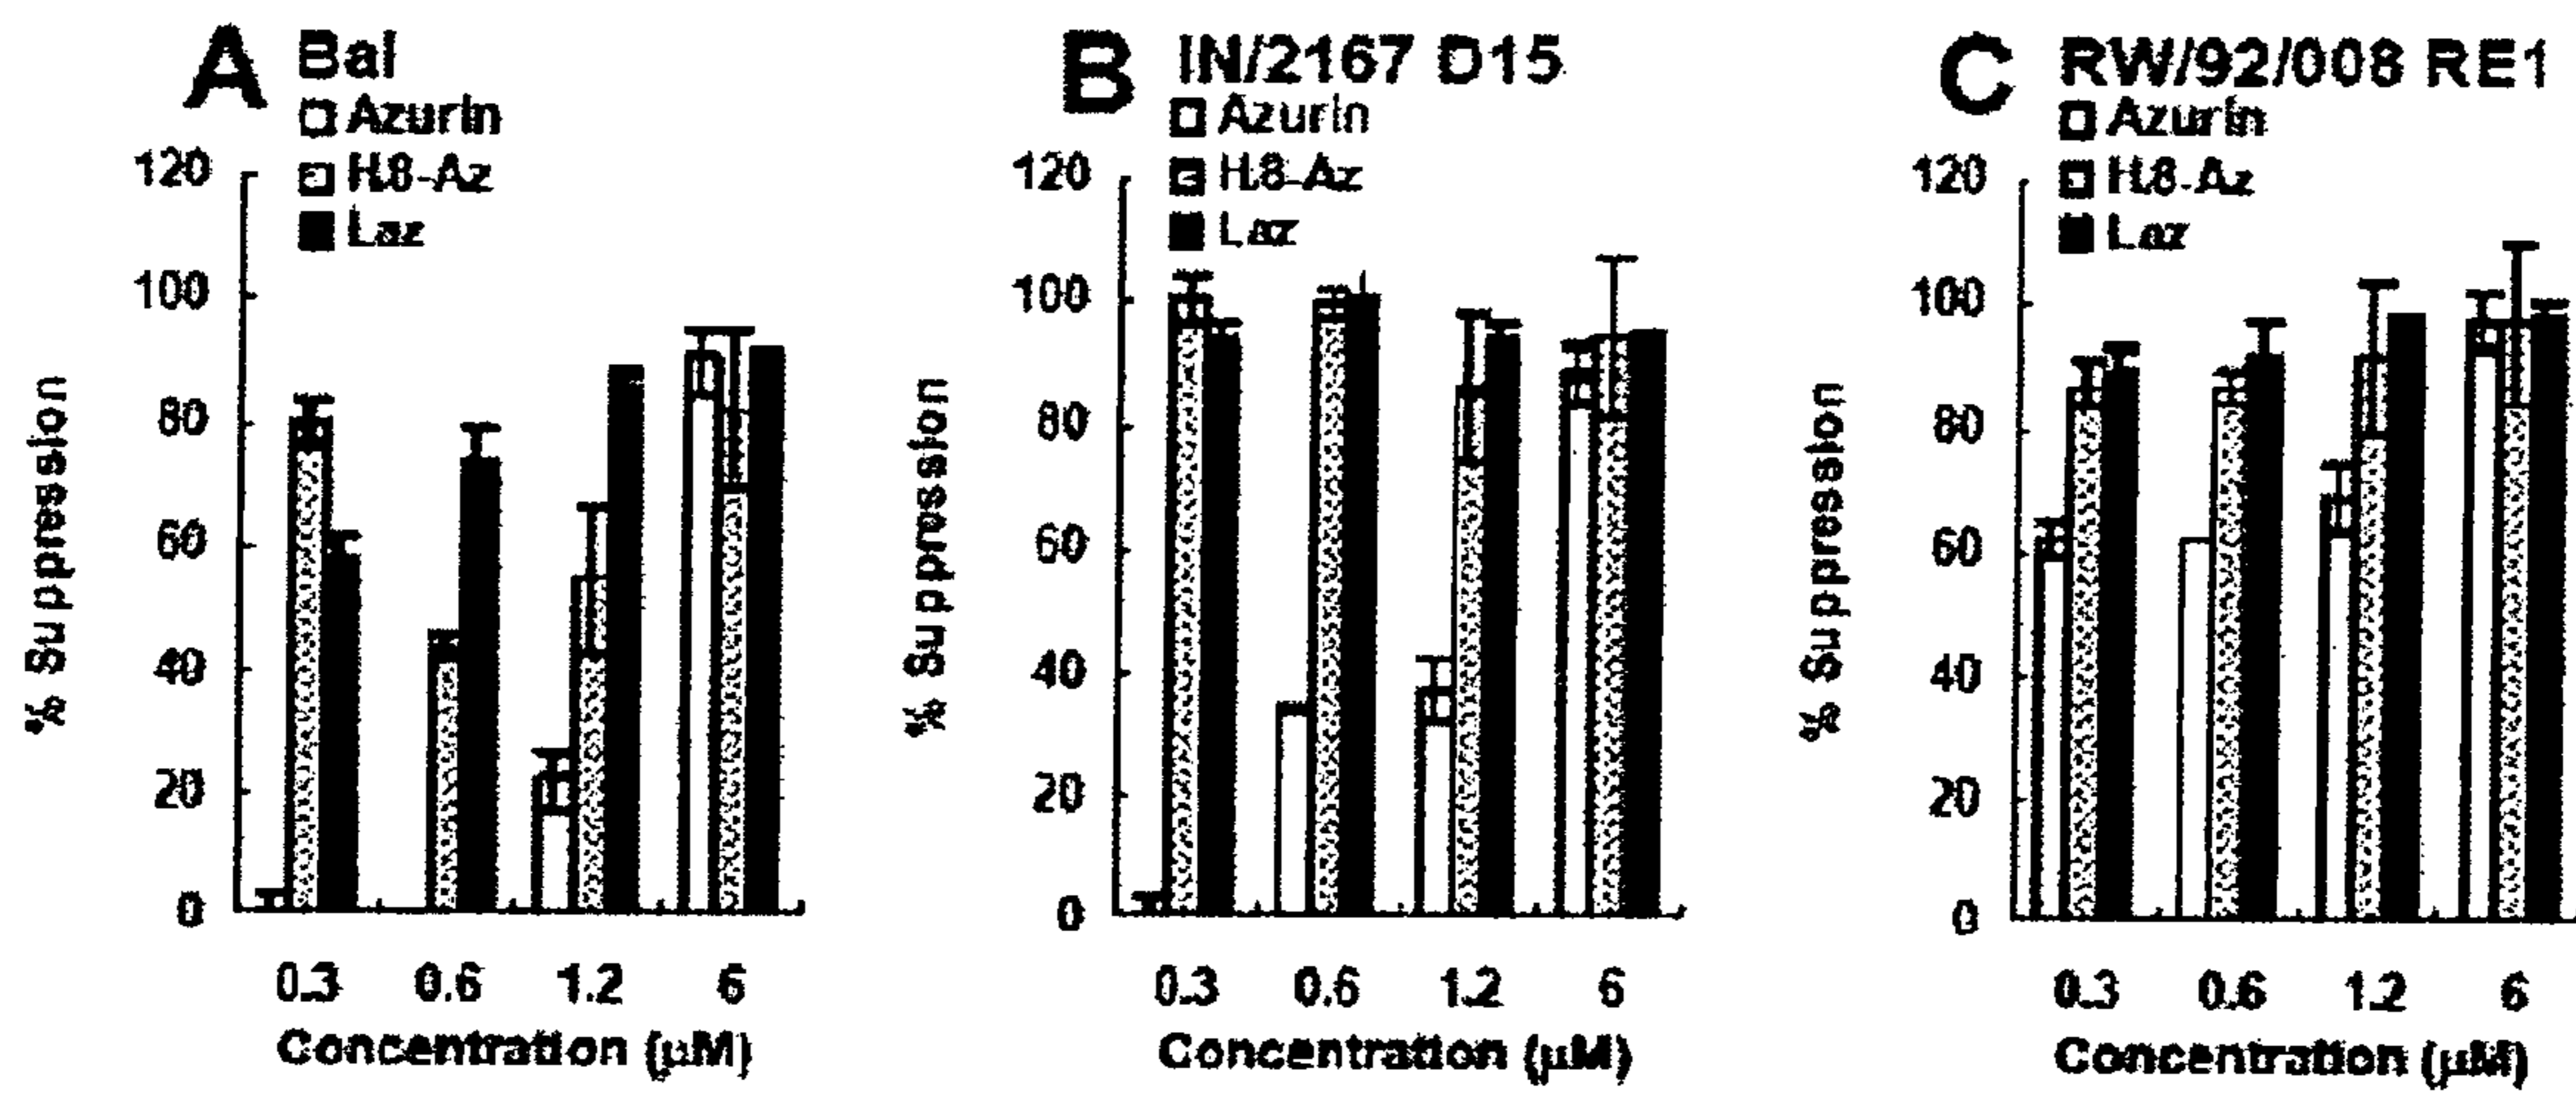 A Bal
Azurin
H.8-Az
Laz
120
100
80
60
40
20
0
% Suppression
0.3 0.6 1.2 6
Concentration (µM)
B IN/2167 D15
Azurin
H.8-Az
Laz
120
100
80
60
40
20
0
% Suppression
0.3 0.6 1.2 6
Concentration (µM)
C RW/92/008 RE1
Azurin
H.8-Az
Laz
120
100
80
60
40
20
0
% Suppression
0.3 0.6 1.2 6
Concentration (µM)